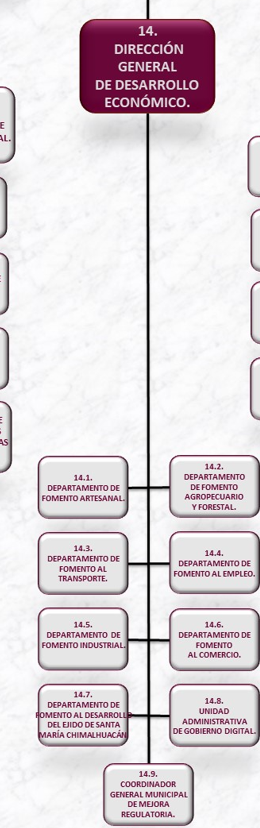 14.
DIRECCIÓN
GENERAL
DE DESARROLLO
ECONÓMICO.
14.1.
DEPARTAMENTO DE
FOMENTO ARTESANAL.
14.2.
DEPARTAMENTO
DE FOMENTO
AGROPECUARIO
Y FORESTAL.
14.3.
DEPARTAMENTO DE
FOMENTO AL
TRANSPORTE.
14.4.
DEPARTAMENTO DE
FOMENTO AL EMPLEO.
14.5.
DEPARTAMENTO DE
FOMENTO INDUSTRIAL.
14.6.
DEPARTAMENTO DE
FOMENTO
AL COMERCIO.
14.7.
FOMENTO AL DESARROLLO
DEL EJIDO DE SANTA
MARÍA CHIMALHUACÁN
14.8.
UNIDAD
ADMINISTRATIVA
DE GOBIERNO DIGITAL.
14.9.
COORDINADOR
GENERAL MUNICIPAL
DE MEJORA
REGULATORIA.